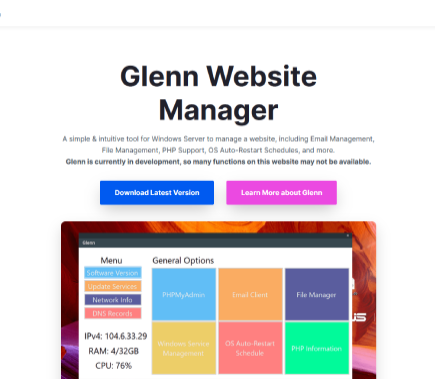 Glenn Website
Manager
A simple & intuitive tool for Windows Server to manage a website, including Email Management,
File Management, PHP Support, OS Auto-Restart Schedules, and more.
Glenn is currently in development, so many functions on this website may not be available.
Download Latest Version
Learn More about Glenn
Glenn
Menu
General Options
Software Version
Update Services
Network Info
DNS Records
PHPMyAdmin
Email Client
File Manager
IPv4: 104.6.33.29
RAM: 4/32GB
CPU: 76%
Windows Server
Management
OS Auto-Restart
Schedule
PHP Information